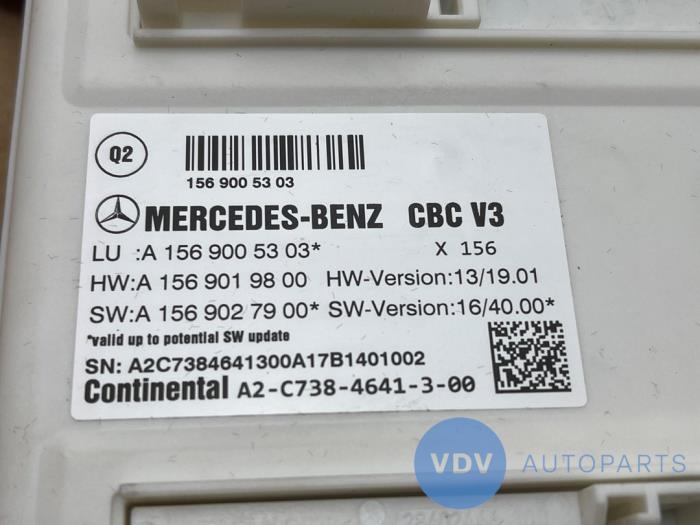 Q2
156 900 53 03
MERCEDES-BENZ CBC V3
LU :A 156 900 53 03* X 156
HW:A 156 901 98 00 HW-Version:13/19.01
SW:A 156 902 79 00* SW-Version:16/40.00*
*valid up to potential SW update
SN: A2C7384641300A17B1401002
Continental A2-C738-4641-3-00
VDV AUTOPARTS